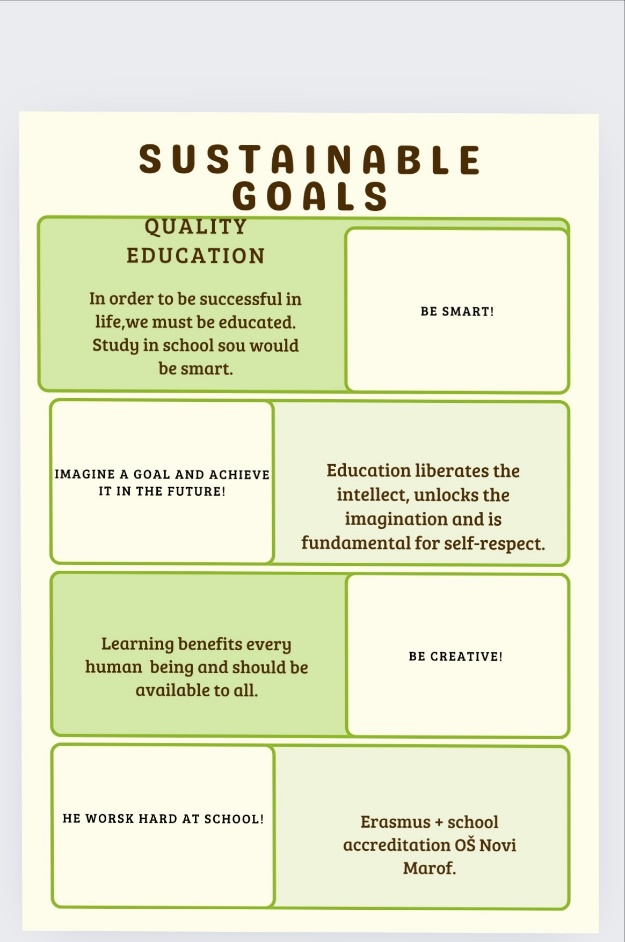 SUSTAINABLE
GOALS
QUALITY
EDUCATION
In order to be successful in
life,we must be educated.
Study in school sou would
be smart.
BE SMART!
IMAGINE A GOAL AND ACHIEVE
IT IN THE FUTURE!
Education liberates the
intellect, unlocks the
imagination and is
fundamental for self-respect.
Learning benefits every
human being and should be
available to all.
BE CREATIVE!
HE WORSK HARD AT SCHOOL!
Erasmus + school
accreditation OŠ Novi
Marof.